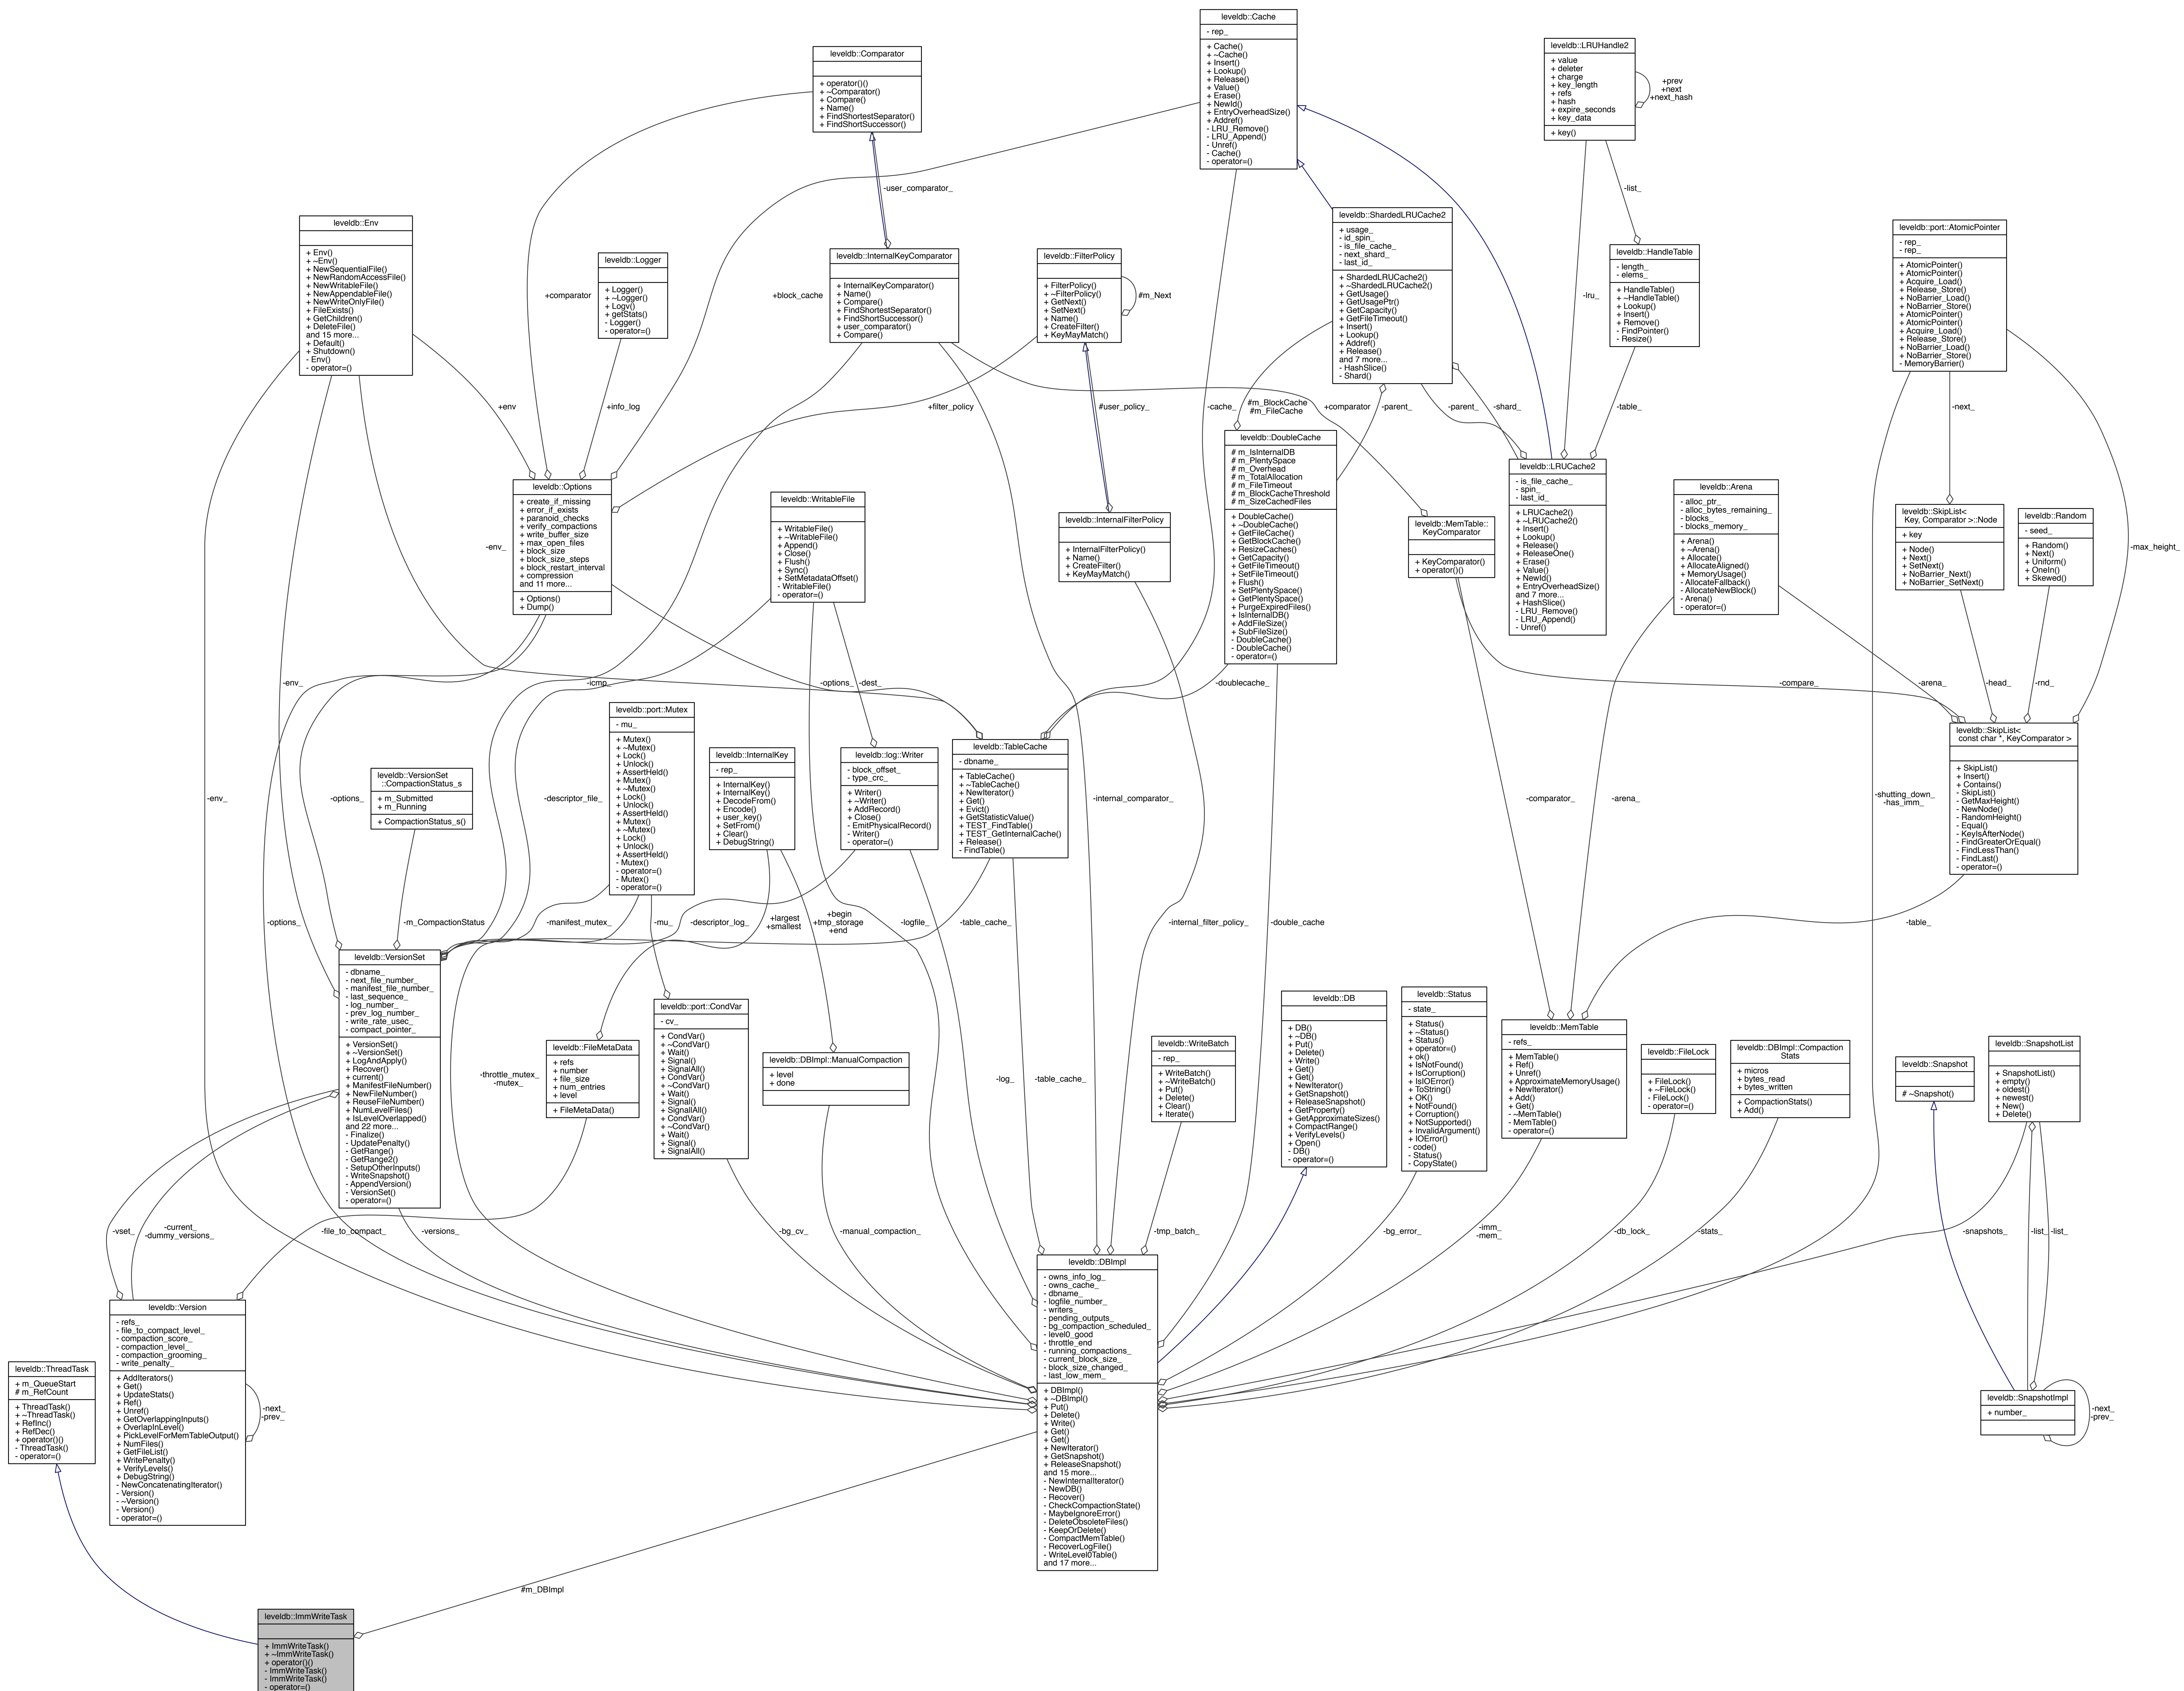 leveldb::Cache
- rep_
+ Cache()
+ ~Cache()
+ Insert()
+ Lookup()
+ Release()
+ Value()
+ Erase()
+ NewId()
+ EntryOverheadSize()
+ Addref()
- LRU_Remove()
- LRU_Append()
- Unref()
- Cache()
- operator=()
leveldb::Comparator
+ operator()()
+ ~Comparator()
+ Compare()
+ Name()
+ FindShortestSeparator()
+ FindShortSuccessor()
leveldb::LRUHandle2
+ value
+ deleter
+ charge
+ key_length
+ refs
+ hash
+ expire_seconds
+ key_data
+ key()
+prev
+next
+next_hash
-user_comparator_
-list_
leveldb::Env
+ Env()
+ ~Env()
+ NewSequentialFile()
+ NewRandomAccessFile()
+ NewWritableFile()
+ NewAppendableFile()
+ NewWriteOnlyFile()
+ FileExists()
+ GetChildren()
+ DeleteFile()
and 15 more...
+ Default()
+ Shutdown()
- Env()
- operator=()
leveldb::Logger
+ Logger()
+ ~Logger()
+ Logv()
+ getStats()
- Logger()
- operator=()
+comparator
+block_cache
leveldb::InternalKeyComparator
+ InternalKeyComparator()
+ Name()
+ Compare()
+ FindShortestSeparator()
+ FindShortSuccessor()
+ user_comparator()
+ Compare()
leveldb::FilterPolicy
+ FilterPolicy()
+ ~FilterPolicy()
+ GetNext()
+ SetNext()
+ Name()
+ CreateFilter()
+ KeyMayMatch()
#m_Next
leveldb::ShardedLRUCache2
+ usage_
- id_spin_
- is_file_cache_
- next_shard_
- last_id_
+ ShardedLRUCache2()
+ ~ShardedLRUCache2()
+ GetUsage()
+ GetUsagePtr()
+ GetCapacity()
+ GetFileTimeout()
+ Insert()
+ Lookup()
+ Addref()
+ Release()
and 7 more...
- HashSlice()
- Shard()
-lru_
leveldb::HandleTable
- length_
- elems_
+ HandleTable()
+ ~HandleTable()
+ Lookup()
+ Insert()
+ Remove()
- FindPointer()
- Resize()
leveldb::port::AtomicPointer
- rep_
- rep_
+ AtomicPointer()
+ AtomicPointer()
+ Acquire_Load()
+ Release_Store()
+ NoBarrier_Load()
+ NoBarrier_Store()
+ AtomicPointer()
+ AtomicPointer()
+ Acquire_Load()
+ Release_Store()
+ NoBarrier_Load()
+ NoBarrier_Store()
- MemoryBarrier()
+env
+info_log
+filter_policy
#user_policy_
-cache_
#m_BlockCache
#m_FileCache
+comparator
-parent_
-parent_
-shard_
-table_
-next_
leveldb::Options
+ create_if_missing
+ error_if_exists
+ paranoid_checks
+ verify_compactions
+ write_buffer_size
+ max_open_files
+ block_size
+ block_size_steps
+ block_restart_interval
+ compression
and 11 more...
+ Options()
+ Dump()
-env_
leveldb::WritableFile
+ WritableFile()
+ ~WritableFile()
+ Append()
+ Close()
+ Flush()
+ Sync()
+ SetMetadataOffset()
- WritableFile()
- operator=()
leveldb::InternalFilterPolicy
+ InternalFilterPolicy()
+ Name()
+ CreateFilter()
+ KeyMayMatch()
leveldb::DoubleCache
# m_IsInternalDB
# m_PlentySpace
# m_Overhead
# m_TotalAllocation
# m_FileTimeout
# m_BlockCacheThreshold
# m_SizeCachedFiles
+ DoubleCache()
+ ~DoubleCache()
+ GetFileCache()
+ GetBlockCache()
+ ResizeCaches()
+ GetCapacity()
+ GetFileTimeout()
+ SetFileTimeout()
+ Flush()
+ SetPlentySpace()
+ GetPlentySpace()
+ PurgeExpiredFiles()
+ IsInternalDB()
+ AddFileSize()
+ SubFileSize()
- DoubleCache()
- DoubleCache()
- operator=()
leveldb::MemTable::
KeyComparator
+ KeyComparator()
+ operator()()
leveldb::LRUCache2
- is_file_cache_
- spin_
- last_id_
+ LRUCache2()
+ ~LRUCache2()
+ Insert()
+ Lookup()
+ Release()
+ ReleaseOne()
+ Erase()
+ Value()
+ NewId()
+ EntryOverheadSize()
and 7 more...
+ HashSlice()
- LRU_Remove()
- LRU_Append()
- Unref()
leveldb::Arena
- alloc_ptr_
- alloc_bytes_remaining_
- blocks_
- blocks_memory_
+ Arena()
+ ~Arena()
+ Allocate()
+ AllocateAligned()
+ MemoryUsage()
- AllocateFallback()
- AllocateNewBlock()
- Arena()
- operator=()
leveldb::SkipList<
Key, Comparator >::Node
+ key
+ Node()
+ Next()
+ SetNext()
+ NoBarrier_Next()
+ NoBarrier_SetNext()
leveldb::Random
- seed_
+ Random()
+ Next()
+ Uniform()
+ OneIn()
+ Skewed()
-max_height_
-env_
-icmp_
-options_
-dest_
-doublecache_
-compare_
-arena_
-head_
-rnd_
leveldb::port::Mutex
- mu_
+ Mutex()
+ ~Mutex()
+ Lock()
+ Unlock()
+ AssertHeld()
+ Mutex()
+ ~Mutex()
+ Lock()
+ Unlock()
+ AssertHeld()
+ Mutex()
+ ~Mutex()
+ Lock()
+ Unlock()
+ AssertHeld()
- Mutex()
- operator=()
- Mutex()
- operator=()
leveldb::InternalKey
- rep_
+ InternalKey()
+ InternalKey()
+ DecodeFrom()
+ Encode()
+ user_key()
+ SetFrom()
+ Clear()
+ DebugString()
leveldb::log::Writer
- block_offset_
- type_crc_
+ Writer()
+ ~Writer()
+ AddRecord()
+ Close()
- EmitPhysicalRecord()
- Writer()
- operator=()
leveldb::TableCache
- dbname_
+ TableCache()
+ ~TableCache()
+ NewIterator()
+ Get()
+ Evict()
+ GetStatisticValue()
+ TEST_FindTable()
+ TEST_GetInternalCache()
+ Release()
- FindTable()
leveldb::SkipList<
const char *, KeyComparator >
+ SkipList()
+ Insert()
+ Contains()
- SkipList()
- GetMaxHeight()
- NewNode()
- RandomHeight()
- Equal()
- KeyIsAfterNode()
- FindGreaterOrEqual()
- FindLessThan()
- FindLast()
- operator=()
leveldb::VersionSet
::CompactionStatus_s
+ m_Submitted
+ m_Running
+ CompactionStatus_s()
-env_
-options_
-descriptor_file_
-internal_comparator_
-comparator_
-arena_
-shutting_down_
-has_imm_
-options_
-m_CompactionStatus
-manifest_mutex_
-mu_
-descriptor_log_
+largest
+smallest
+begin
+tmp_storage
+end
-logfile_
-table_cache_
-internal_filter_policy_
-double_cache
-table_
leveldb::VersionSet
- dbname_
- next_file_number_
- manifest_file_number_
- last_sequence_
- log_number_
- prev_log_number_
- write_rate_usec_
- compact_pointer_
+ VersionSet()
+ ~VersionSet()
+ LogAndApply()
+ Recover()
+ current()
+ ManifestFileNumber()
+ NewFileNumber()
+ ReuseFileNumber()
+ NumLevelFiles()
+ IsLevelOverlapped()
and 22 more...
- Finalize()
- UpdatePenalty()
- GetRange()
- GetRange2()
- SetupOtherInputs()
- WriteSnapshot()
- AppendVersion()
- VersionSet()
- operator=()
-throttle_mutex_
-mutex_
leveldb::FileMetaData
+ refs
+ number
+ file_size
+ num_entries
+ level
+ FileMetaData()
leveldb::port::CondVar
- cv_
+ CondVar()
+ ~CondVar()
+ Wait()
+ Signal()
+ SignalAll()
+ CondVar()
+ ~CondVar()
+ Wait()
+ Signal()
+ SignallAll()
+ CondVar()
+ ~CondVar()
+ Wait()
+ Signal()
+ SignalAll()
leveldb::DBImpl::ManualCompaction
+ level
+ done
-log_
-table_cache_
leveldb::WriteBatch
- rep_
+ WriteBatch()
+ ~WriteBatch()
+ Put()
+ Delete()
+ Clear()
+ Iterate()
leveldb::DB
+ DB()
+ ~DB()
+ Put()
+ Delete()
+ Write()
+ Get()
+ Get()
+ NewIterator()
+ GetSnapshot()
+ ReleaseSnapshot()
+ GetProperty()
+ GetApproximateSizes()
+ CompactRange()
+ VerifyLevels()
+ Open()
- DB()
- operator=()
leveldb::Status
- state_
+ Status()
+ ~Status()
+ Status()
+ operator=()
+ ok()
+ IsNotFound()
+ IsCorruption()
+ IsIOError()
+ ToString()
+ OK()
+ NotFound()
+ Corruption()
+ NotSupported()
+ InvalidArgument()
+ IOError()
- code()
- Status()
- CopyState()
leveldb::MemTable
- refs_
+ MemTable()
+ Ref()
+ Unref()
+ ApproximateMemoryUsage()
+ NewIterator()
+ Add()
+ Get()
- ~MemTable()
- MemTable()
- operator=()
leveldb::FileLock
+ FileLock()
+ ~FileLock()
- FileLock()
- operator=()
leveldb::DBImpl::Compaction
Stats
+ micros
+ bytes_read
+ bytes_written
+ CompactionStats()
+ Add()
leveldb::Snapshot
# ~Snapshot()
leveldb::SnapshotList
+ SnapshotList()
+ empty()
+ oldest()
+ newest()
+ New()
+ Delete()
-vset_
-current_
-dummy_versions_
-file_to_compact_
-versions_
-bg_cv_
-manual_compaction_
-tmp_batch_
-bg_error_
-imm_
-mem_
-db_lock_
-stats_
-snapshots_
-list_
-list_
leveldb::DBImpl
- owns_info_log_
- owns_cache_
- dbname_
- logfile_number_
- writers_
- pending_outputs_
- bg_compaction_scheduled_
- level0_good
- throttle_end
- running_compactions_
- current_block_size_
- block_size_changed_
- last_low_mem_
+ DBImpl()
+ ~DBImpl()
+ Put()
+ Delete()
+ Write()
+ Get()
+ Get()
+ NewIterator()
+ GetSnapshot()
+ ReleaseSnapshot()
and 15 more...
- NewInternalIterator()
- NewDB()
- Recover()
- CheckCompactionState()
- MaybeIgnoreError()
- DeleteObsoleteFiles()
- KeepOrDelete()
- CompactMemTable()
- RecoverLogFile()
- WriteLevel0Table()
and 17 more...
leveldb::Version
- refs_
- file_to_compact_level_
- compaction_score_
- compaction_level_
- compaction_grooming_
- write_penalty_
+ AddIterators()
+ Get()
+ UpdateStats()
+ Ref()
+ Unref()
+ GetOverlappingInputs()
+ OverlapInLevel()
+ PickLevelForMemTableOutput()
+ NumFiles()
+ GetFileList()
+ WritePenalty()
+ VerifyLevels()
+ DebugString()
- NewConcatenatingIterator()
- Version()
- ~Version()
- Version()
- operator=()
-next_
-prev_
leveldb::ThreadTask
+ m_QueueStart
# m_RefCount
+ ThreadTask()
+ ~ThreadTask()
+ RefInc()
+ RefDec()
+ operator()()
- ThreadTask()
- operator=()
leveldb::SnapshotImpl
+ number_
-next_
-prev_
#m_DBImpl
leveldb::ImmWriteTask
+ ImmWriteTask()
+ ~ImmWriteTask()
+ operator()()
- ImmWriteTask()
- ImmWriteTask()
- operator=()